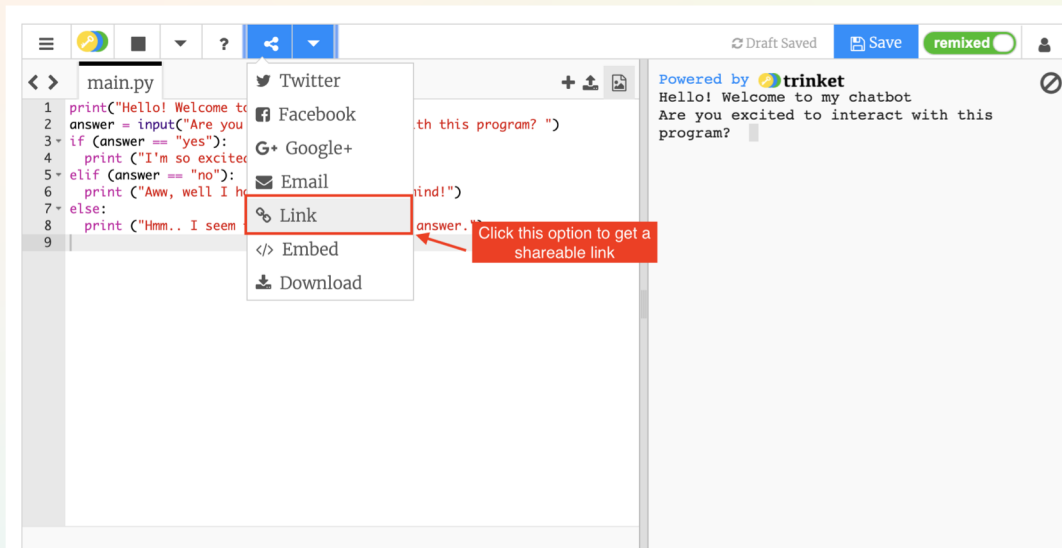 ?
Draft Saved
Save
remixed
main.py
1 print("Hello! Welcome to
2 answer = input("Are you ith this program? ")
3 if (answer == "yes"):
4 print ("I'm so excited
5 elif (answer == "no"):
6 print ("Aww, well I ind!")
7 else:
8 print ("Hmm.. I seem answer.")
9
Twitter
Facebook
G+ Google+
Email
Link
</> Embed
Download
Click this option to get a
shareable link
Powered by trinket
Hello! Welcome to my chatbot
Are you excited to interact with this
program?